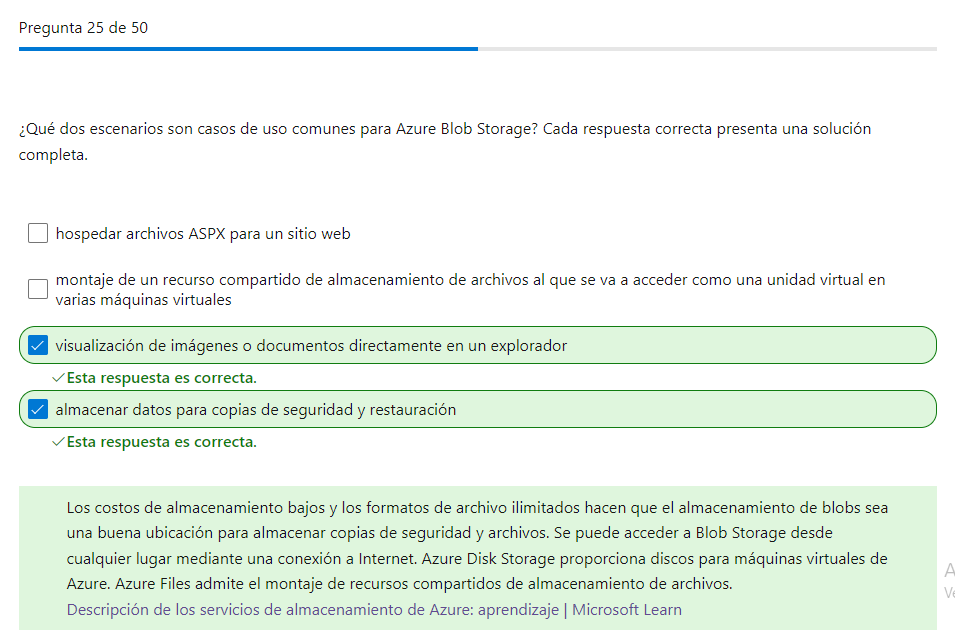 Pregunta 25 de 50
¿Qué dos escenarios son casos de uso comunes para Azure Blob Storage? Cada respuesta correcta presenta una solución
completa.
hospedar archivos ASPX para un sitio web
montaje de un recurso compartido de almacenamiento de archivos al que se va a acceder como una unidad virtual en
varias máquinas virtuales
visualización de imágenes o documentos directamente en un explorador
Esta respuesta es correcta.
almacenar datos para copias de seguridad y restauración
Esta respuesta es correcta.
Los costos de almacenamiento bajos y los formatos de archivo ilimitados hacen que el almacenamiento de blobs sea
una buena ubicación para almacenar copias de seguridad y archivos. Se puede acceder a Blob Storage desde
cualquier lugar mediante una conexión a Internet. Azure Disk Storage proporciona discos para máquinas virtuales de
Azure. Azure Files admite el montaje de recursos compartidos de almacenamiento de archivos.
Descripción de los servicios de almacenamiento de Azure: aprendizaje | Microsoft Learn